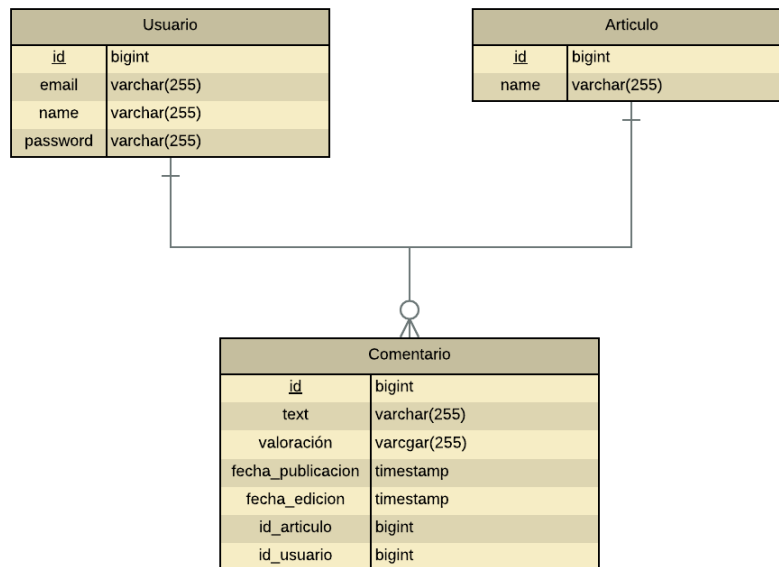 Usuario
id bigint
email varchar(255)
name varchar(255)
password varchar(255)
Articulo
id bigint
name varchar(255)
Comentario
id bigint
text varchar(255)
valoración varcgar(255)
fecha_publicacion timestamp
fecha_edicion timestamp
id_articulo bigint
id_usuario bigint